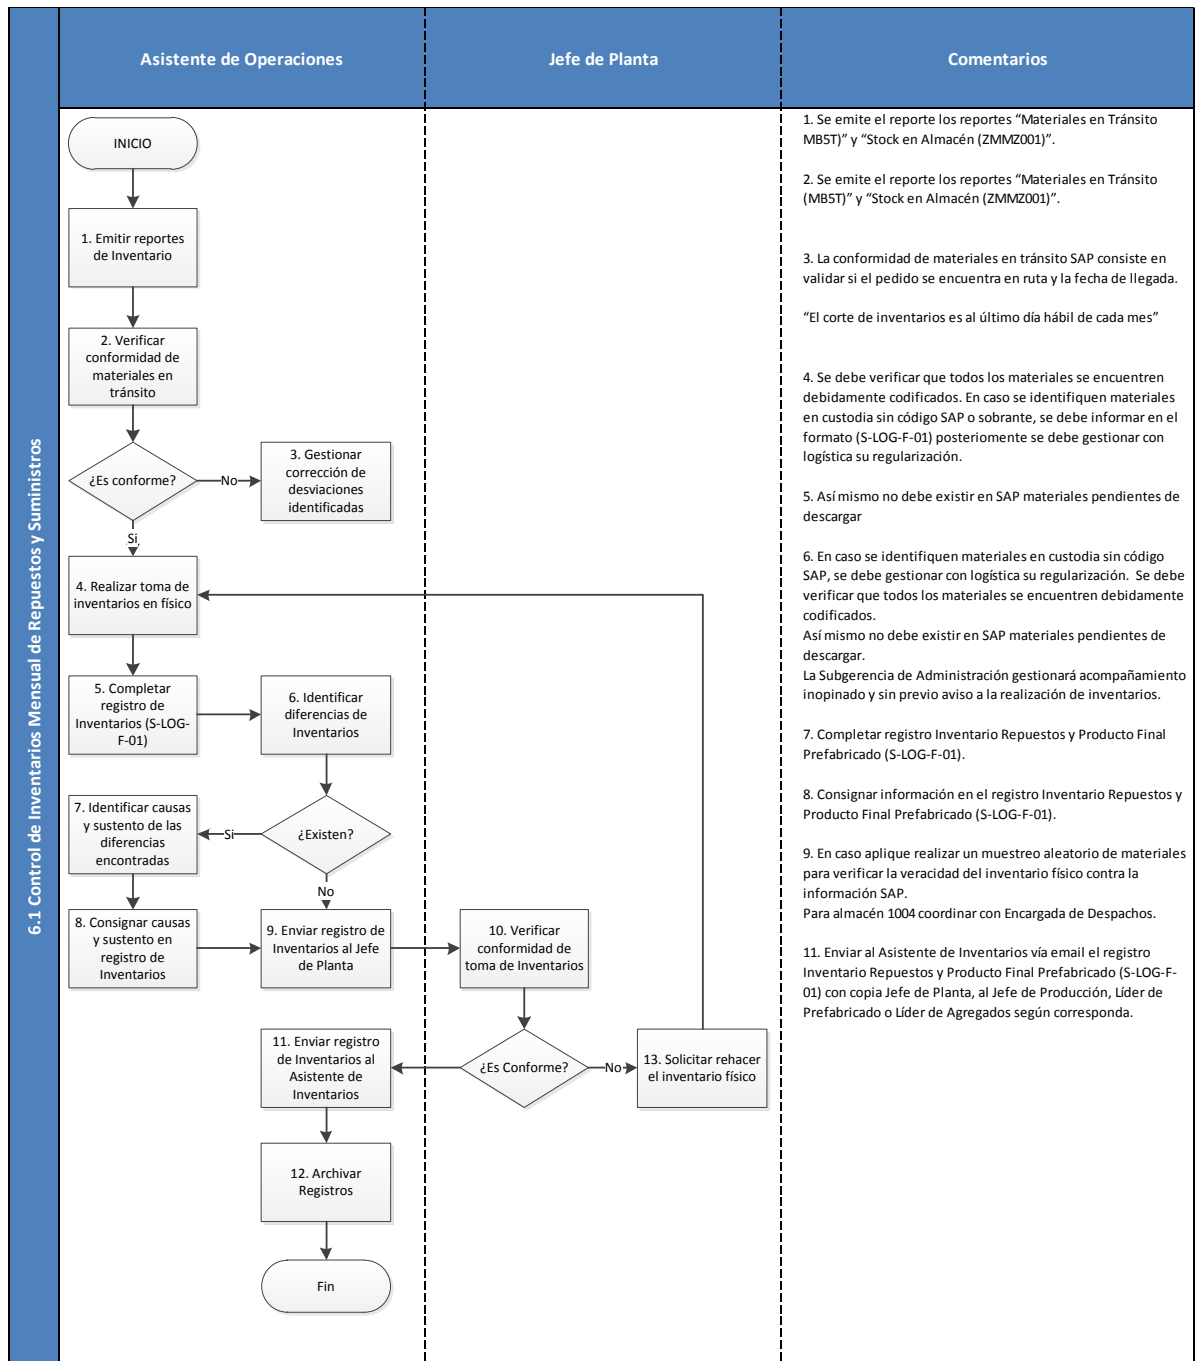 6.1 Control de Inventarios Mensual de Repuestos y Suministros
Asistente de Operaciones
Jefe de Planta
Comentarios
INICIO
1. Emitir reportes
de Inventario
2. Verificar
conformidad de
materiales en
tránsito
¿Es conforme?
No
3. Gestionar
corrección de
desviaciones
identificadas
Si
4. Realizar toma de
inventarios en físico
5. Completar
registro de
Inventarios (S-LOG-
F-01)
6. Identificar
diferencias de
Inventarios
¿Existen?
Si
7. Identificar causas
y sustento de las
diferencias
encontradas
No
8. Consignar causas
y sustento en
registro de
Inventarios
9. Enviar registro de
Inventarios al Jefe
de Planta
10. Verificar
conformidad de
toma de Inventarios
¿Es Conforme?
No
13. Solicitar rehacer
el inventario físico
11. Enviar registro
de Inventarios al
Asistente de
Inventarios
12. Archivar
Registros
Fin
1. Se emite el reporte los reportes “Materiales en Tránsito
MB5T)” y “Stock en Almacén (ZMMZ001)”.
2. Se emite el reporte los reportes “Materiales en Tránsito
(MB5T)” y “Stock en Almacén (ZMMZ001)”.
3. La conformidad de materiales en tránsito SAP consiste en
validar si el pedido se encuentra en ruta y la fecha de llegada.
“El corte de inventarios es al último día hábil de cada mes”
4. Se debe verificar que todos los materiales se encuentren
debidamente codificados. En caso se identifiquen materiales
en custodia sin código SAP o sobrante, se debe informar en el
formato (S-LOG-F-01) posteriomente se debe gestionar con
logística su regularización.
5. Así mismo no debe existir en SAP materiales pendientes de
descargar
6. En caso se identifiquen materiales en custodia sin código
SAP, se debe gestionar con logística su regularización. Se debe
verificar que todos los materiales se encuentren debidamente
codificados.
Así mismo no debe existir en SAP materiales pendientes de
descargar.
La Subgerencia de Administración gestionará acompañamiento
inopinado y sin previo aviso a la realización de inventarios.
7. Completar registro Inventario Repuestos y Producto Final
Prefabricado (S-LOG-F-01).
8. Consignar información en el registro Inventario Repuestos y
Producto Final Prefabricado (S-LOG-F-01).
9. En caso aplique realizar un muestreo aleatorio de materiales
para verificar la veracidad del inventario físico contra la
información SAP.
Para almacén 1004 coordinar con Encargada de Despachos.
11. Enviar al Asistente de Inventarios vía email el registro
Inventario Repuestos y Producto Final Prefabricado (S-LOG-F-
01) con copia Jefe de Planta, al Jefe de Producción, Líder de
Prefabricado o Líder de Agregados según corresponda.